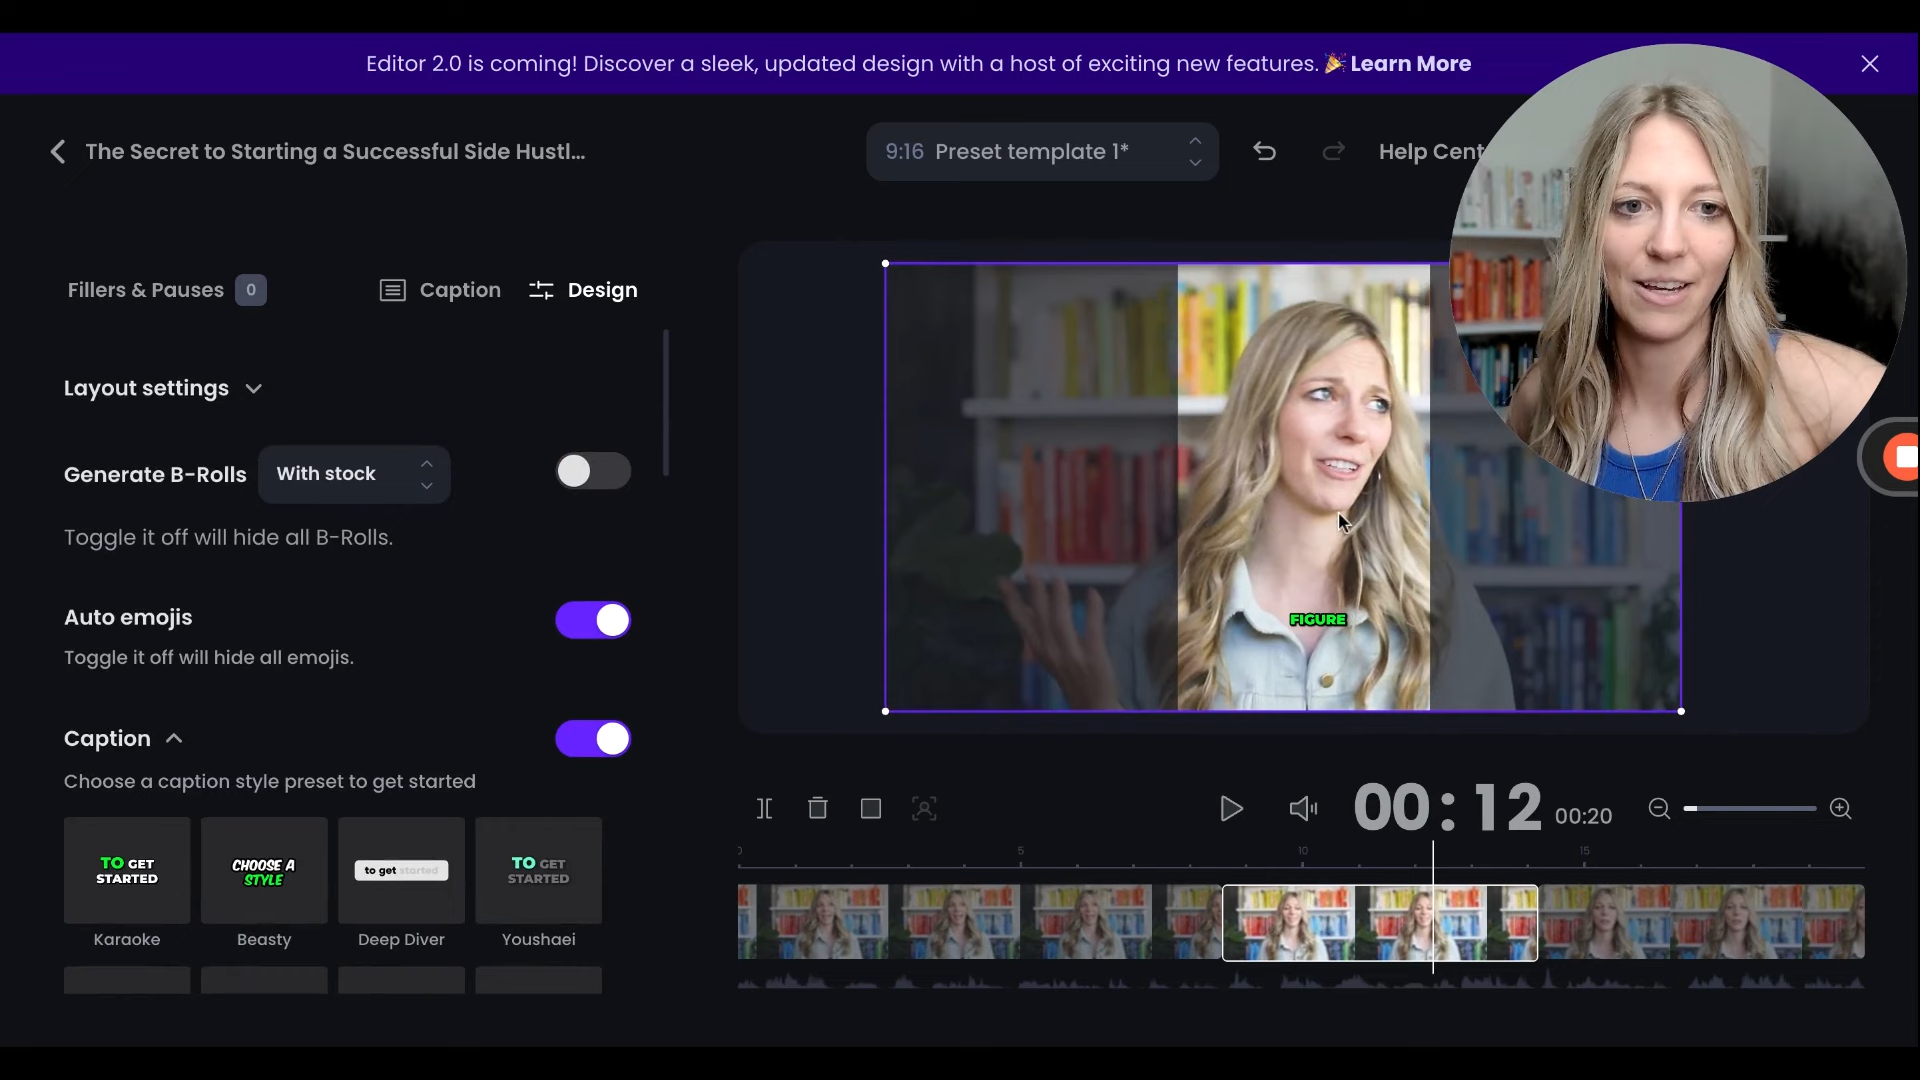 Editor 2.0 is coming! Discover a sleek, updated design with a host of exciting new features. 🎉 Learn More
The Secret to Starting a Successful Side Hustl...
9:16 Preset template 1*
Help Cent
Fillers & Pauses 0
Caption
Design
Layout settings
Generate B-Rolls
With stock
Toggle it off will hide all B-Rolls.
Auto emojis
Toggle it off will hide all emojis.
Caption
Choose a caption style preset to get started
TO GET
STARTED
CHOOSE A
STYLE
to get started
TO GET
STARTED
Karaoke
Beasty
Deep Diver
Youshaei
FIGURE
00:12 00:20
0
5
10
15